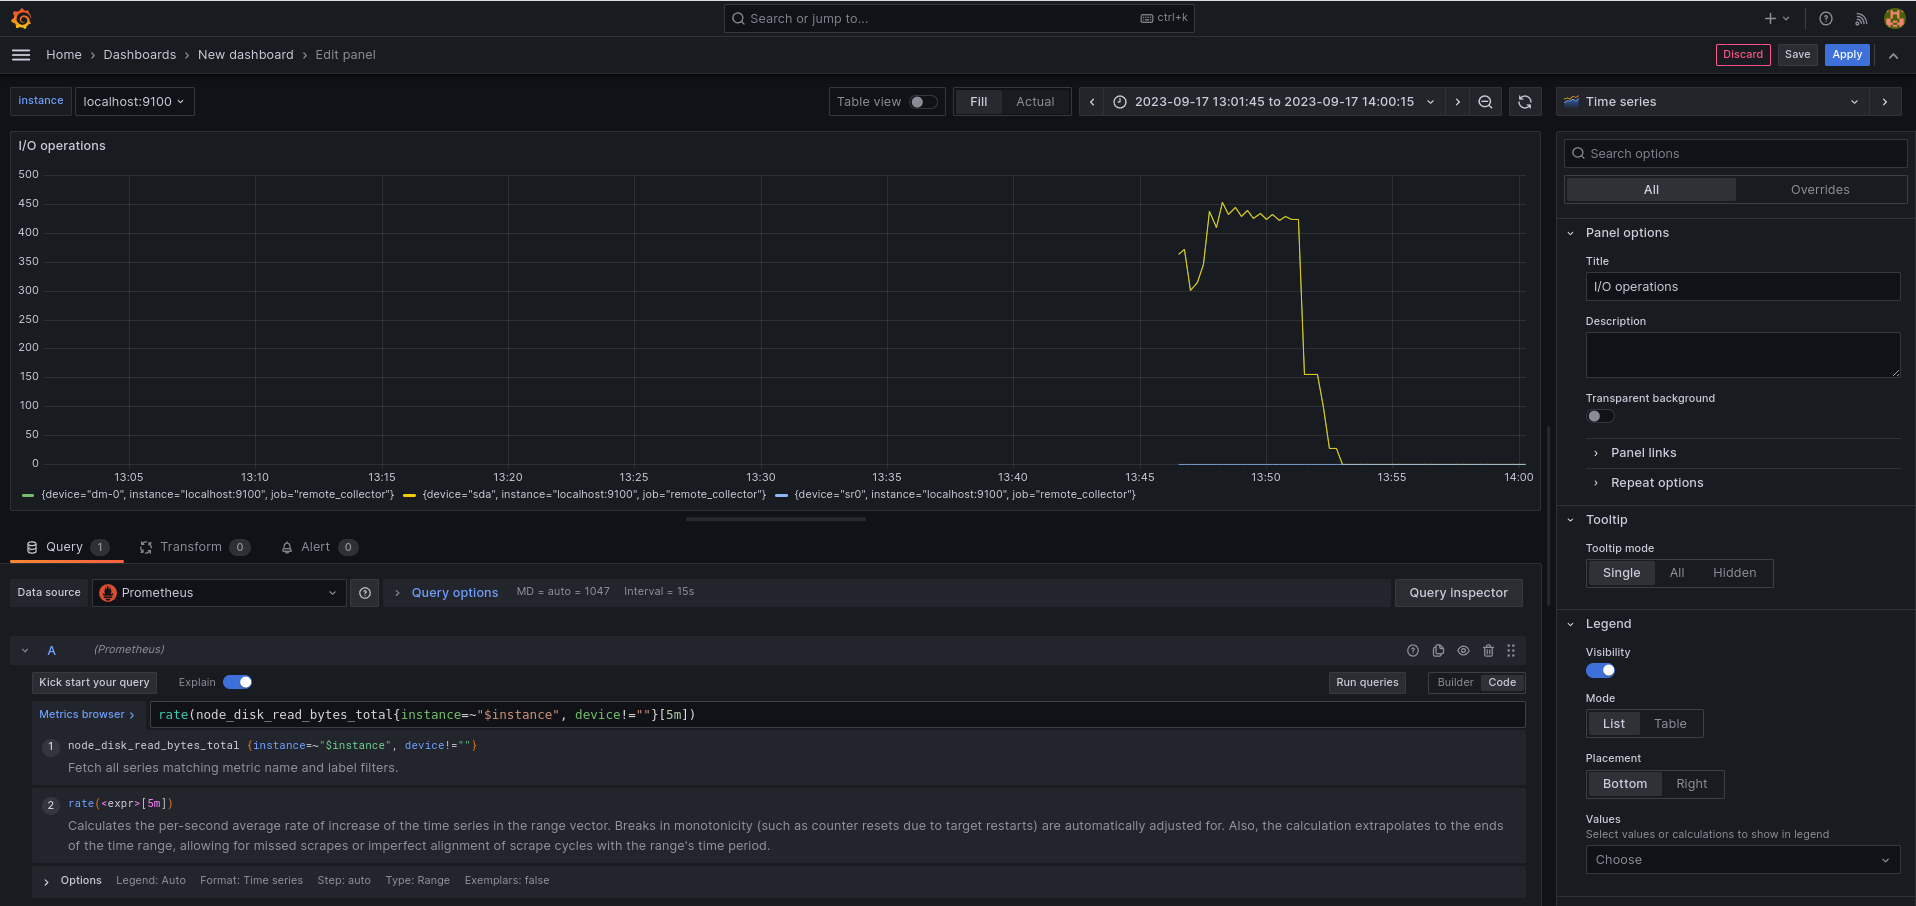 Search or jump to...
ctrl+k
Home › Dashboards › New dashboard › Edit panel
Discard
Save
Apply
instance
localhost:9100
Table view
Fill
Actual
2023-09-17 13:01:45 to 2023-09-17 14:00:15
Time series
I/O operations
500
450
400
350
300
250
200
150
100
50
0
13:05
13:10
13:15
13:20
13:25
13:30
13:35
13:40
13:45
13:50
13:55
14:00
{device="dm-0", instance="localhost:9100", job="remote_collector"}
{device="sda", instance="localhost:9100", job="remote_collector"}
{device="sr0", instance="localhost:9100", job="remote_collector"}
Query 1
Transform 0
Alert 0
Data source
Prometheus
Query options
MD = auto = 1047
Interval = 15s
Query inspector
A
(Prometheus)
Kick start your query
Explain
Run queries
Builder
Code
Metrics browser ›
rate(node_disk_read_bytes_total{instance=~"$instance", device!=""}[5m])
1
node_disk_read_bytes_total {instance=~"$instance", device!=""}
Fetch all series matching metric name and label filters.
2
rate(<expr>[5m])
Calculates the per-second average rate of increase of the time series in the range vector. Breaks in monotonicity (such as counter resets due to target restarts) are automatically adjusted for. Also, the calculation extrapolates to the ends
of the time range, allowing for missed scrapes or imperfect alignment of scrape cycles with the range's time period.
Options
Legend: Auto
Format: Time series
Step: auto
Type: Range
Exemplars: false
Search options
All
Overrides
Panel options
Title
I/O operations
Description
Transparent background
Panel links
Repeat options
Tooltip
Tooltip mode
Single
All
Hidden
Legend
Visibility
Mode
List
Table
Placement
Bottom
Right
Values
Select values or calculations to show in legend
Choose